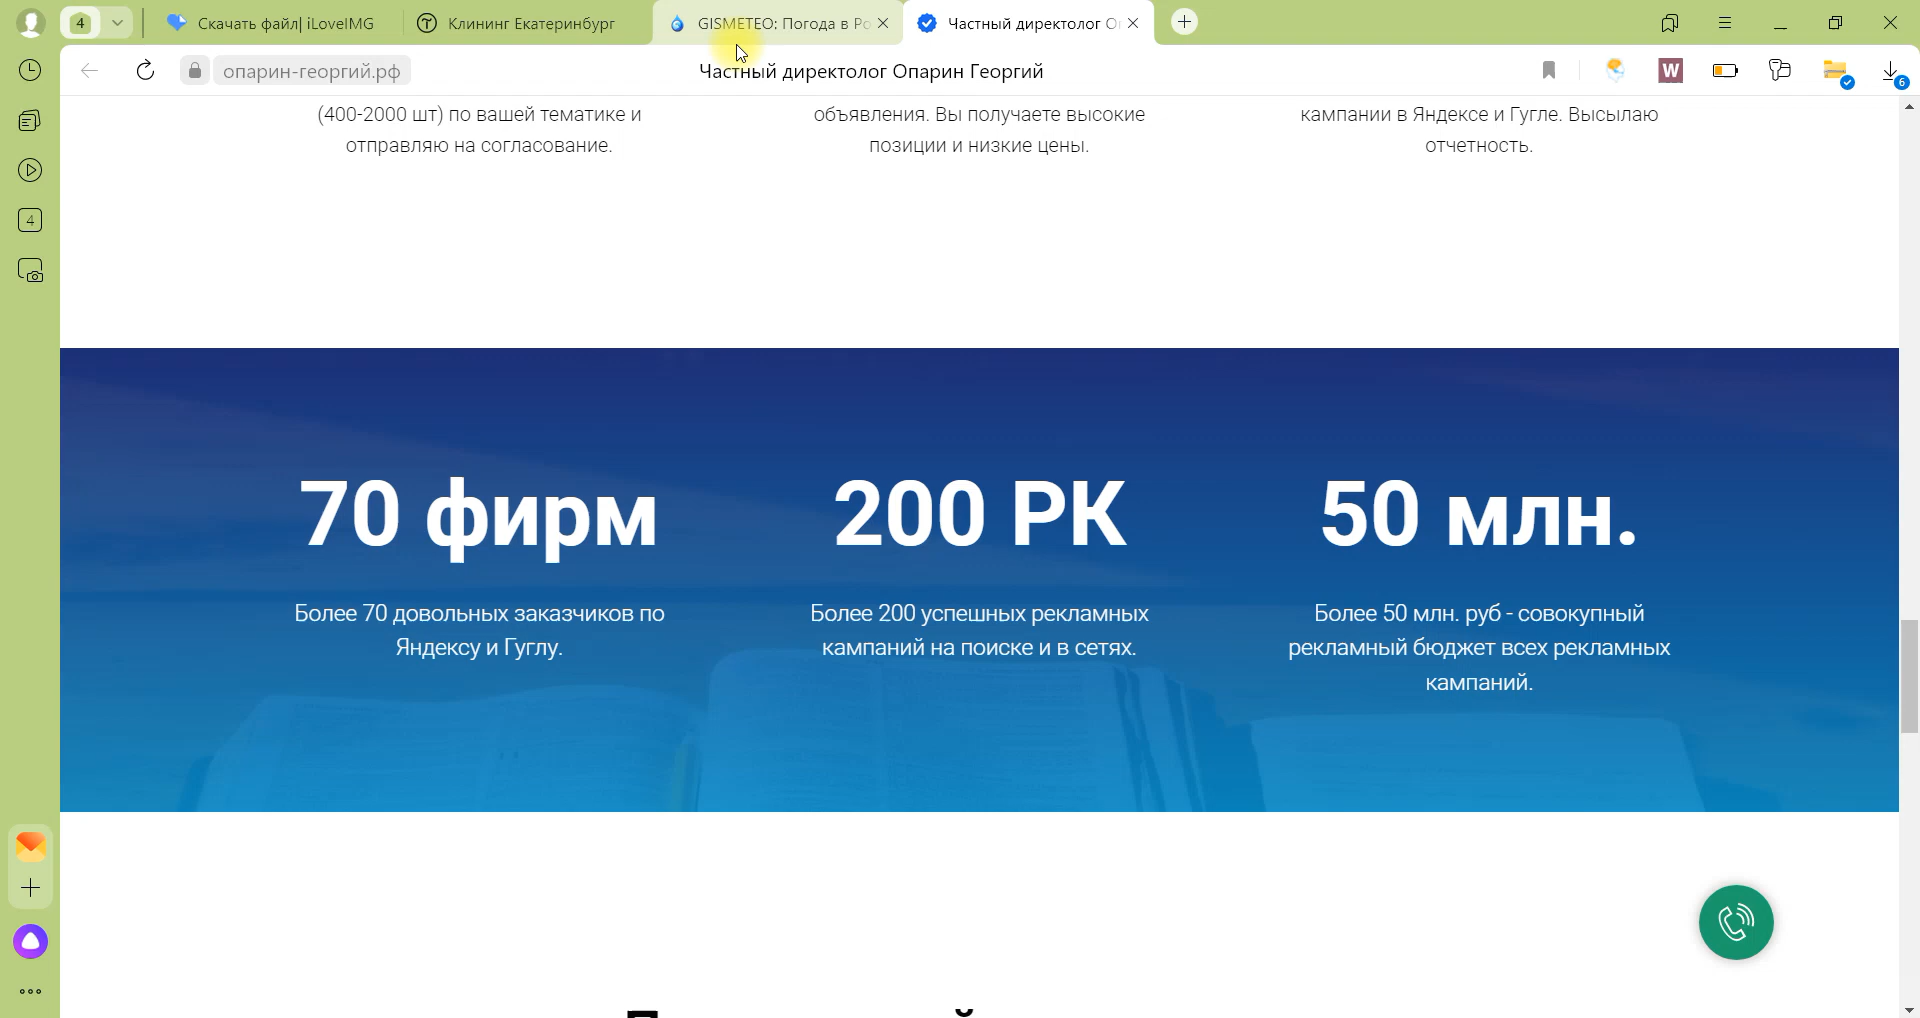 4
Скачать файл| iLoveIMG
Клининг Екатеринбург
GISMETEO: Погода в Ро
Частный директолог О
опарин-георгий.рф
Частный директолог Опарин Георгий
W
6
4
(400-2000 шт) по вашей тематике и
отправляю на согласование.
объявления. Вы получаете высокие
позиции и низкие цены.
кампании в Яндексе и Гугле. Высылаю
отчетность.
70 фирм
Более 70 довольных заказчиков по
Яндексу и Гуглу.
200 РК
Более 200 успешных рекламных
кампаний на поиске и в сетях.
50 млн.
Более 50 млн. руб - совокупный
рекламный бюджет всех рекламных
кампаний.